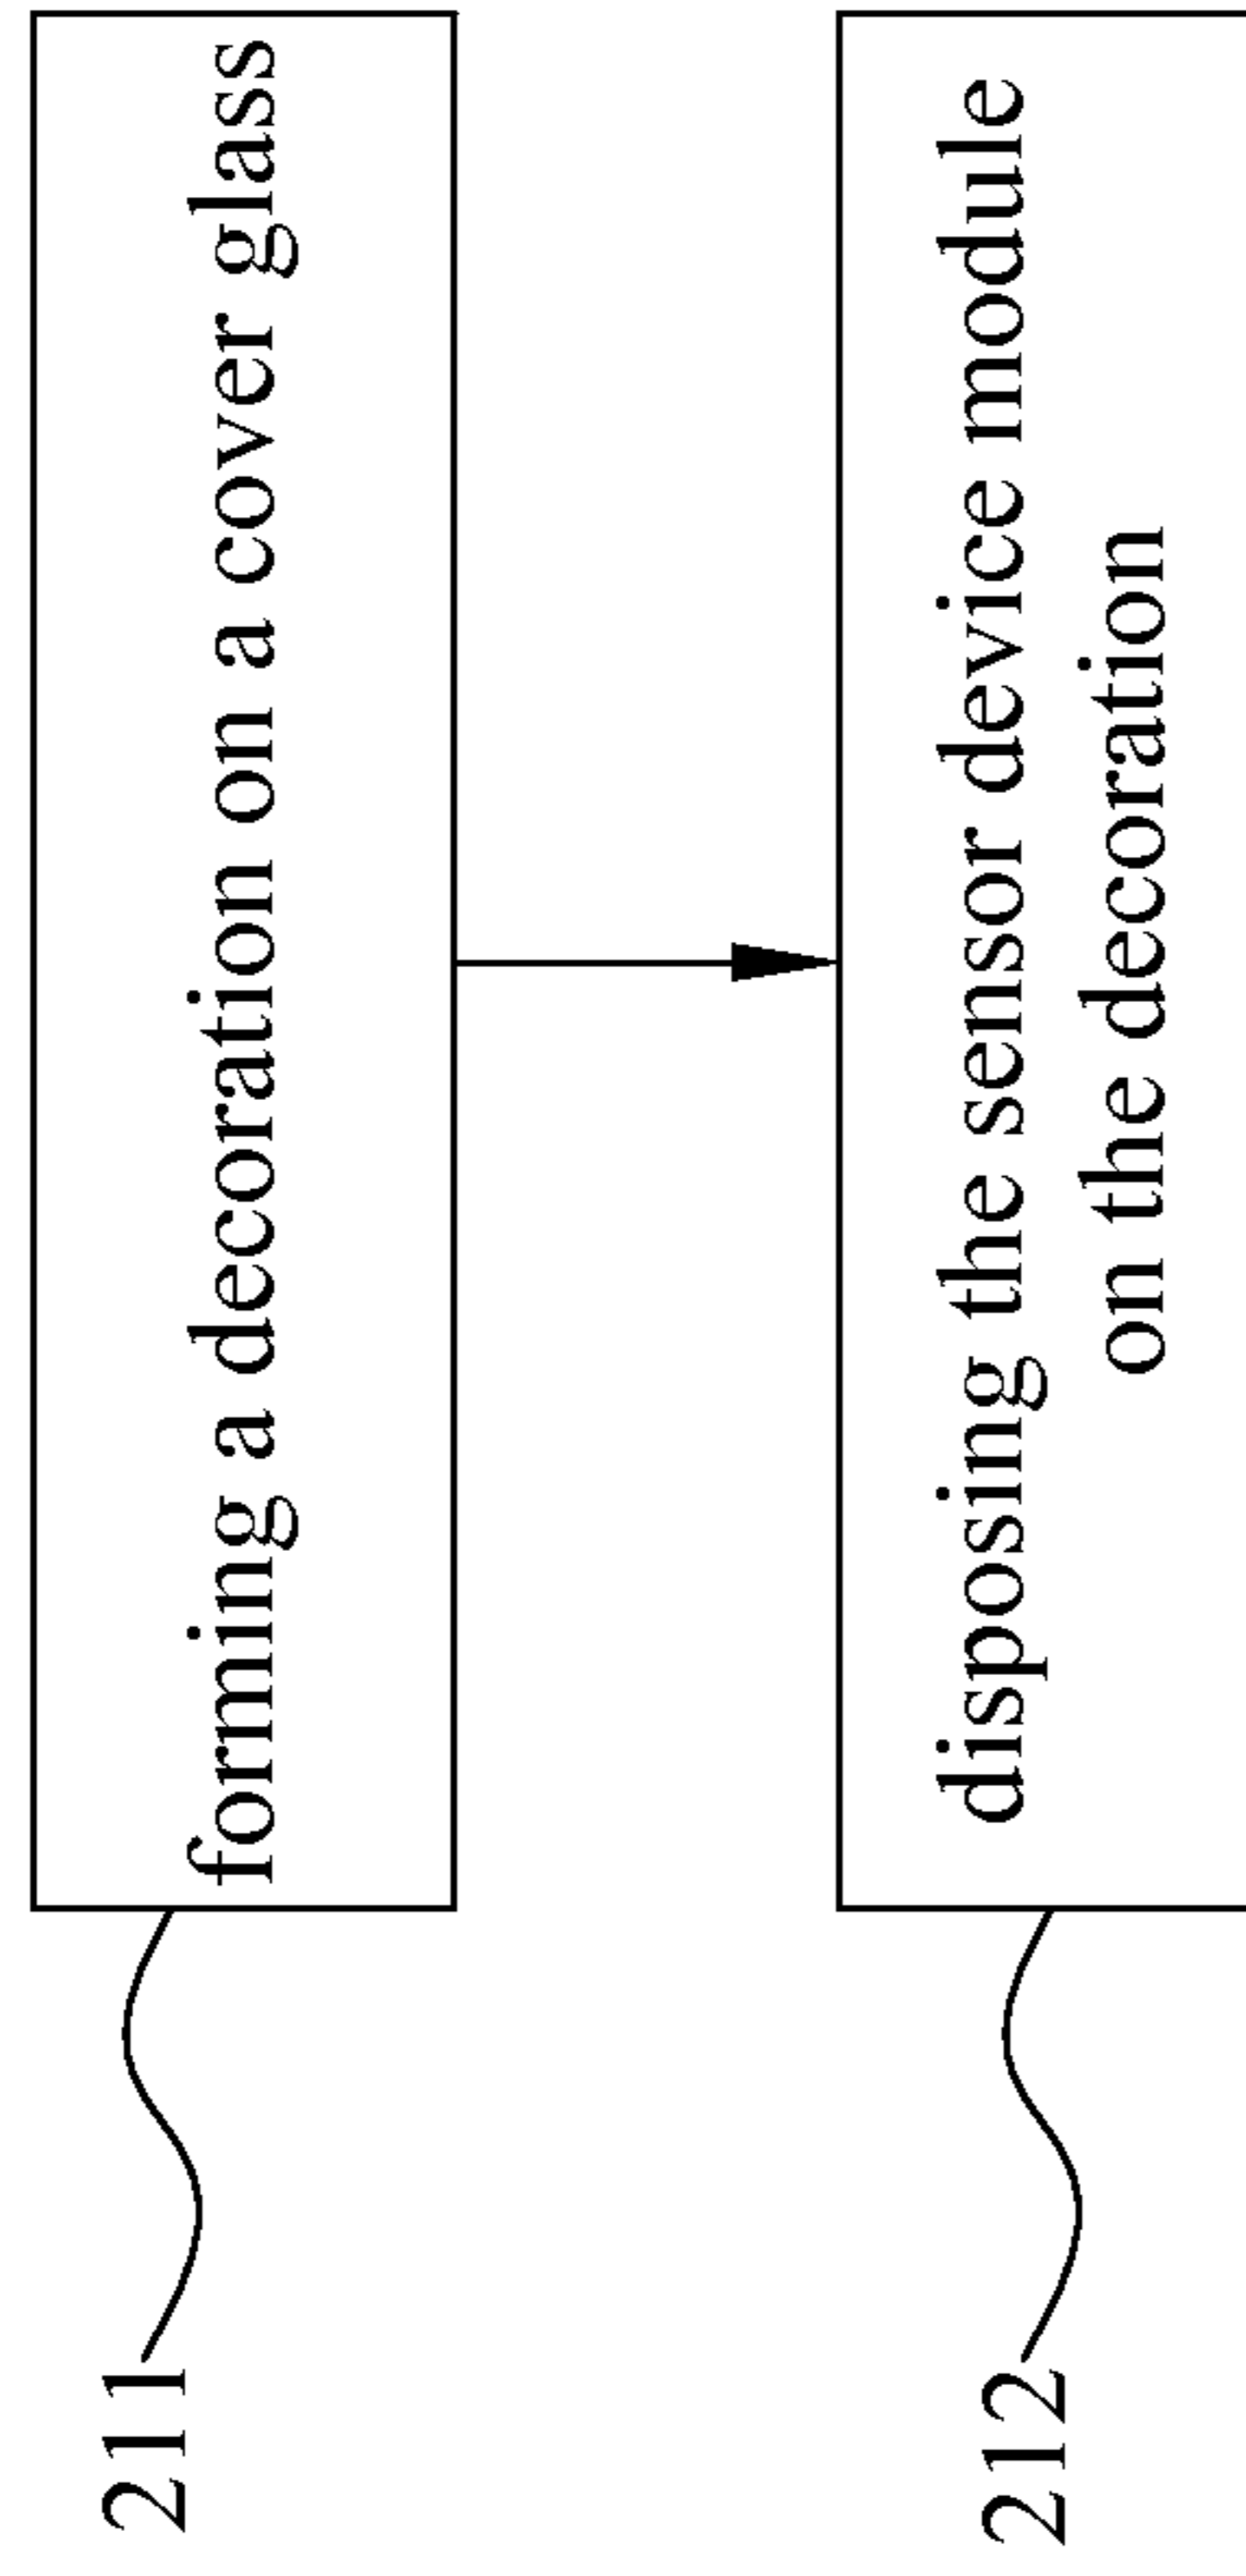 211
forming a decoration on a cover glass
212
disposing the sensor device module
on the decoration